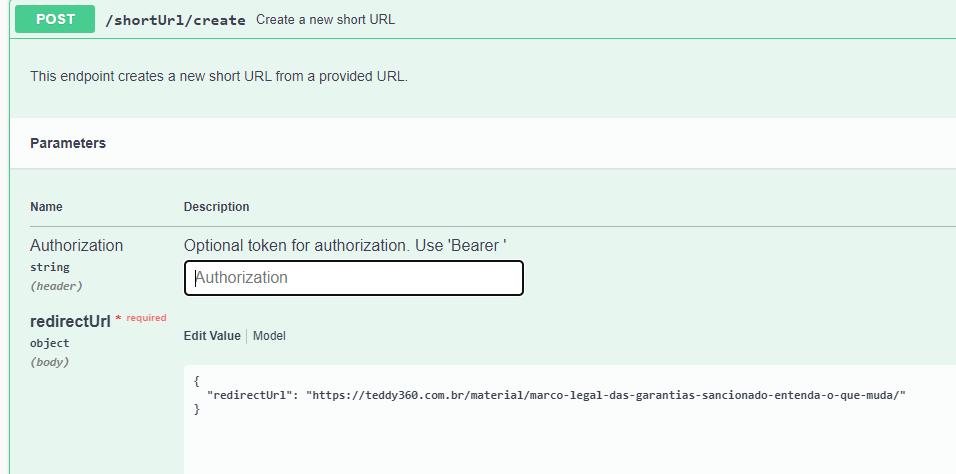 POST /shortUrl/create Create a new short URL
This endpoint creates a new short URL from a provided URL.
Parameters
Name Description
Authorization Optional token for authorization. Use 'Bearer '
string
(header)
Authorization
redirectUrl * required
object
(body)
Edit Value Model
{
"redirectUrl": "https://teddy360.com.br/material/marco-legal-das-garantias-sancionado-entenda-o-que-muda/"
}